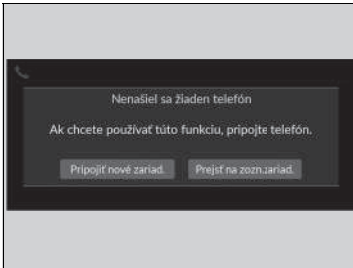 Nenašiel sa žiaden telefón
Ak chcete používať túto funkciu, pripojte telefón.
Pripojiť nové zariad.
Prejsť na zozn.zariad.